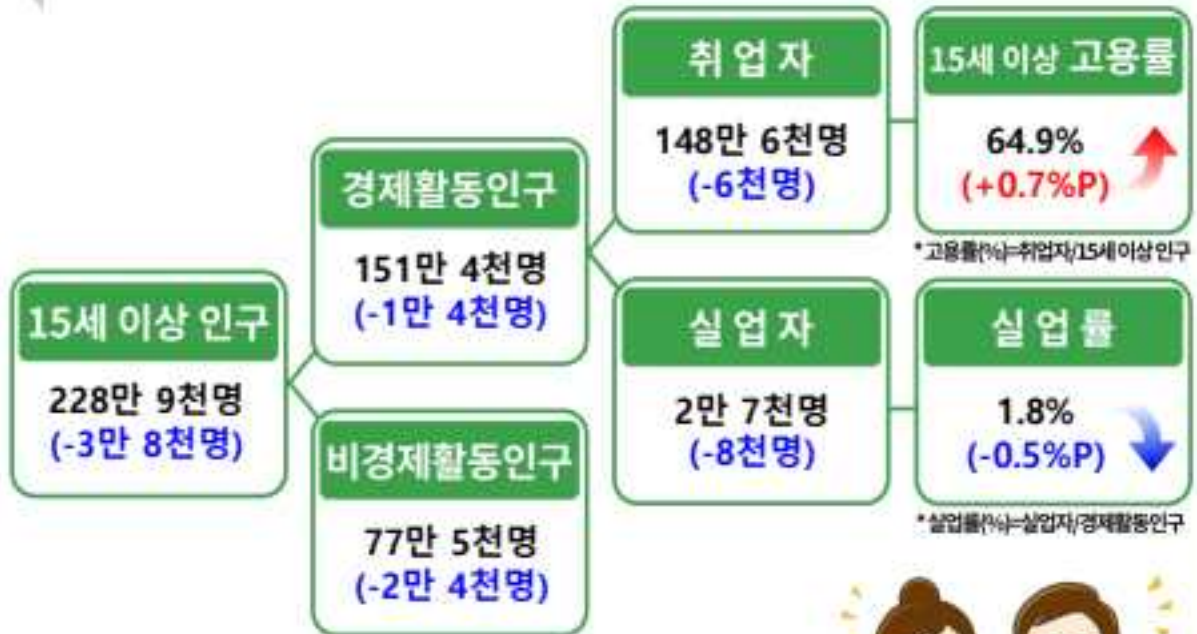 15세 이상 인구
228만 9천명
(-3만 8천명)
경제활동인구
151만 4천명
(-1만 4천명)
비경제활동인구
77만 5천명
(-2만 4천명)
취업자
148만 6천명
(-6천명)
15세 이상 고용률
64.9%
(+0.7%P)
* 고용률(%)=취업자/15세 이상 인구
실업자
2만 7천명
(-8천명)
실업률
1.8%
(-0.5%P)
* 실업률(%)=실업자/경제활동인구